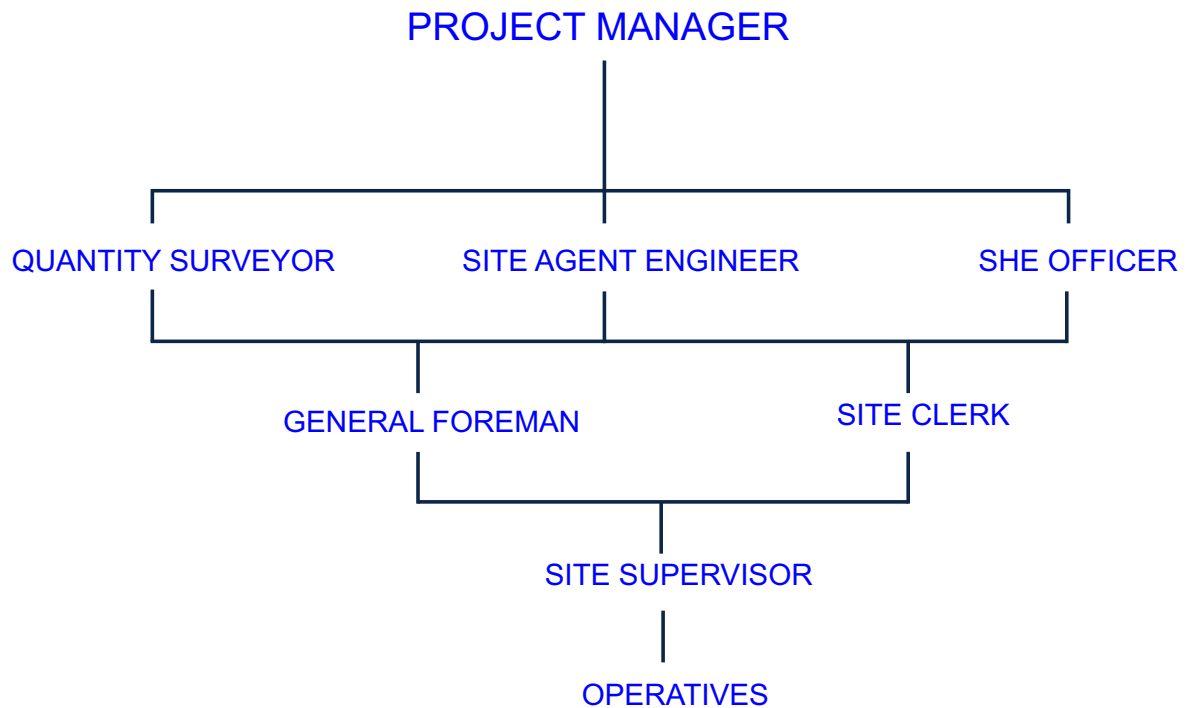 PROJECT MANAGER
QUANTITY SURVEYOR
SITE AGENT ENGINEER
SHE OFFICER
GENERAL FOREMAN
SITE CLERK
SITE SUPERVISOR
OPERATIVES